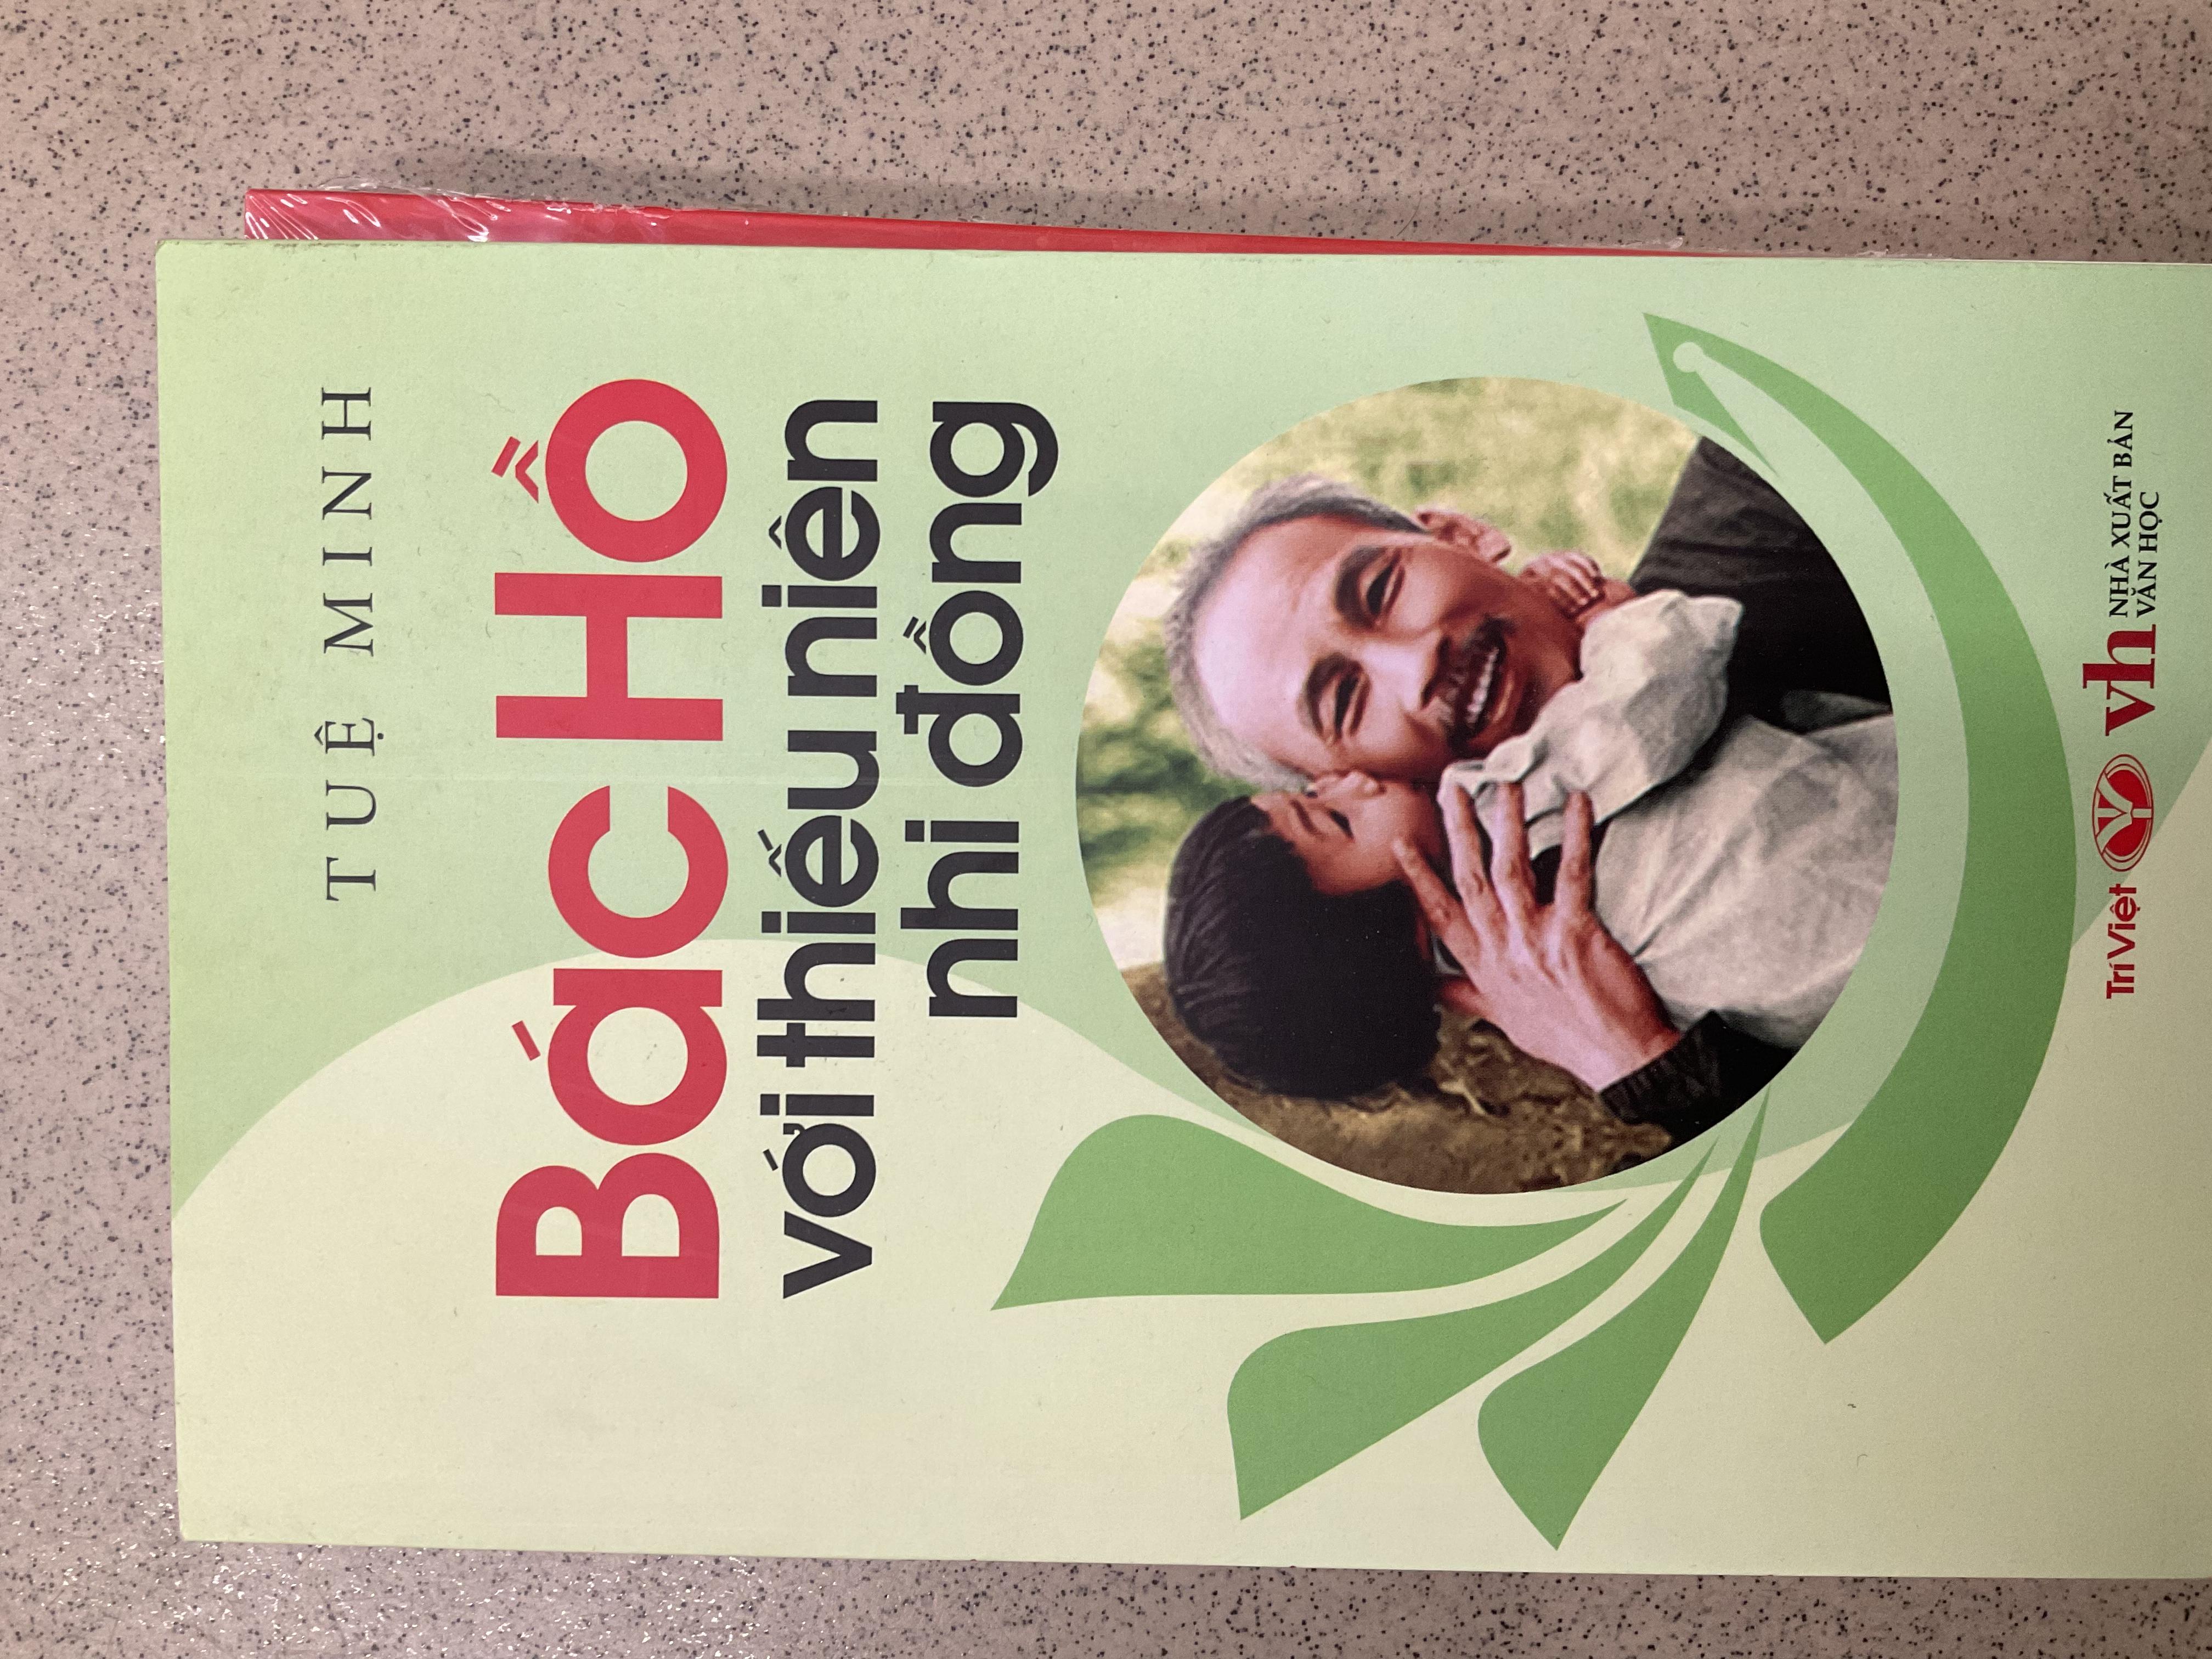 TUỆ MINH
Bác Hồ
với thiếu niên
nhi đồng
Trí Việt
vh NHÀ XUẤT BẢN
VĂN HỌC